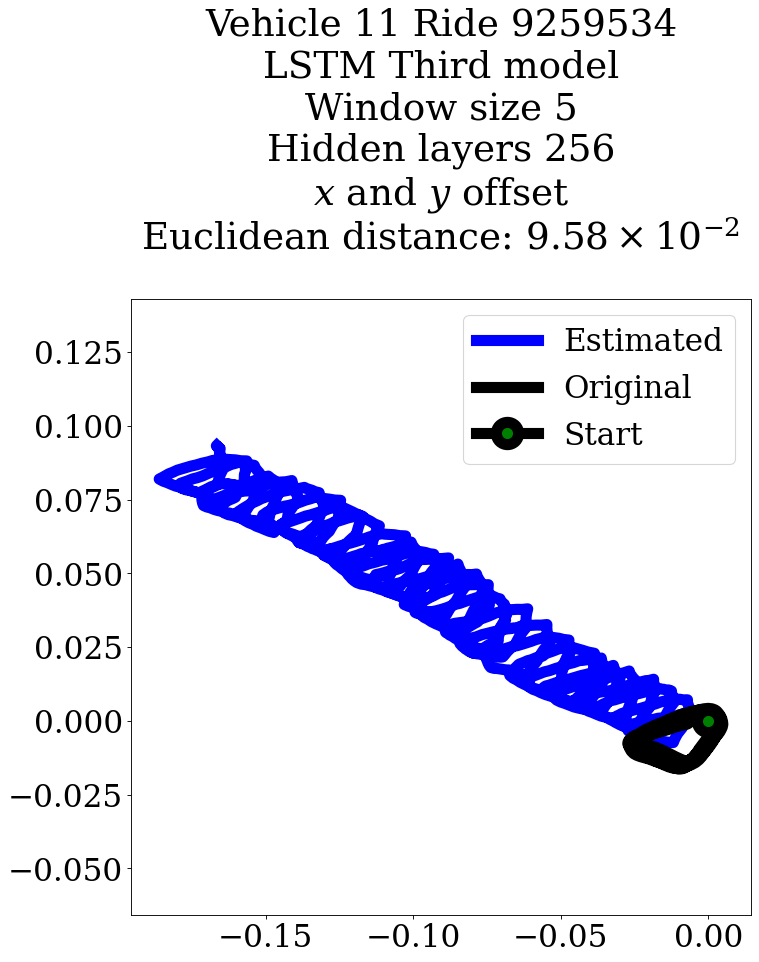 Vehicle 11 Ride 9259534
LSTM Third model
Window size 5
Hidden layers 256
x and y offset
Euclidean distance: 9.58 × 10⁻²
Estimated
Original
Start
0.125
0.100
0.075
0.050
0.025
0.000
−0.025
−0.050
−0.15 −0.10 −0.05 0.00